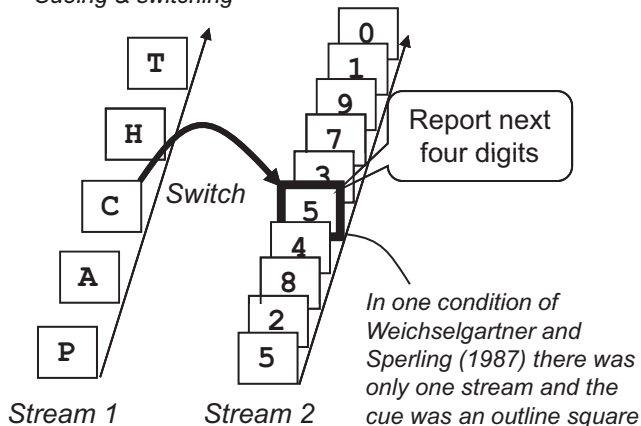 Cueing & switching
T
H
C
A
P
Switch
0
1
9
7
3
5
4
8
2
5
Report next
four digits
In one condition of
Weichselgartner and
Sperling (1987) there was
only one stream and the
cue was an outline square
Stream 1
Stream 2